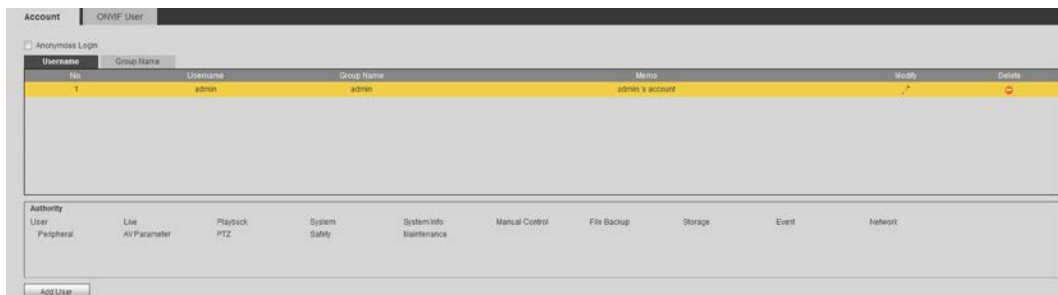 Account ONVIF User
Anonymous Login
Username Group Name
No. Username Group Name Memo Modify Delete
1 admin admin admin 's account
Authority
User Live Playback System System Info Manual Control File Backup Storage Event Network
Peripheral AV Parameter PTZ Safety Maintenance
Add User